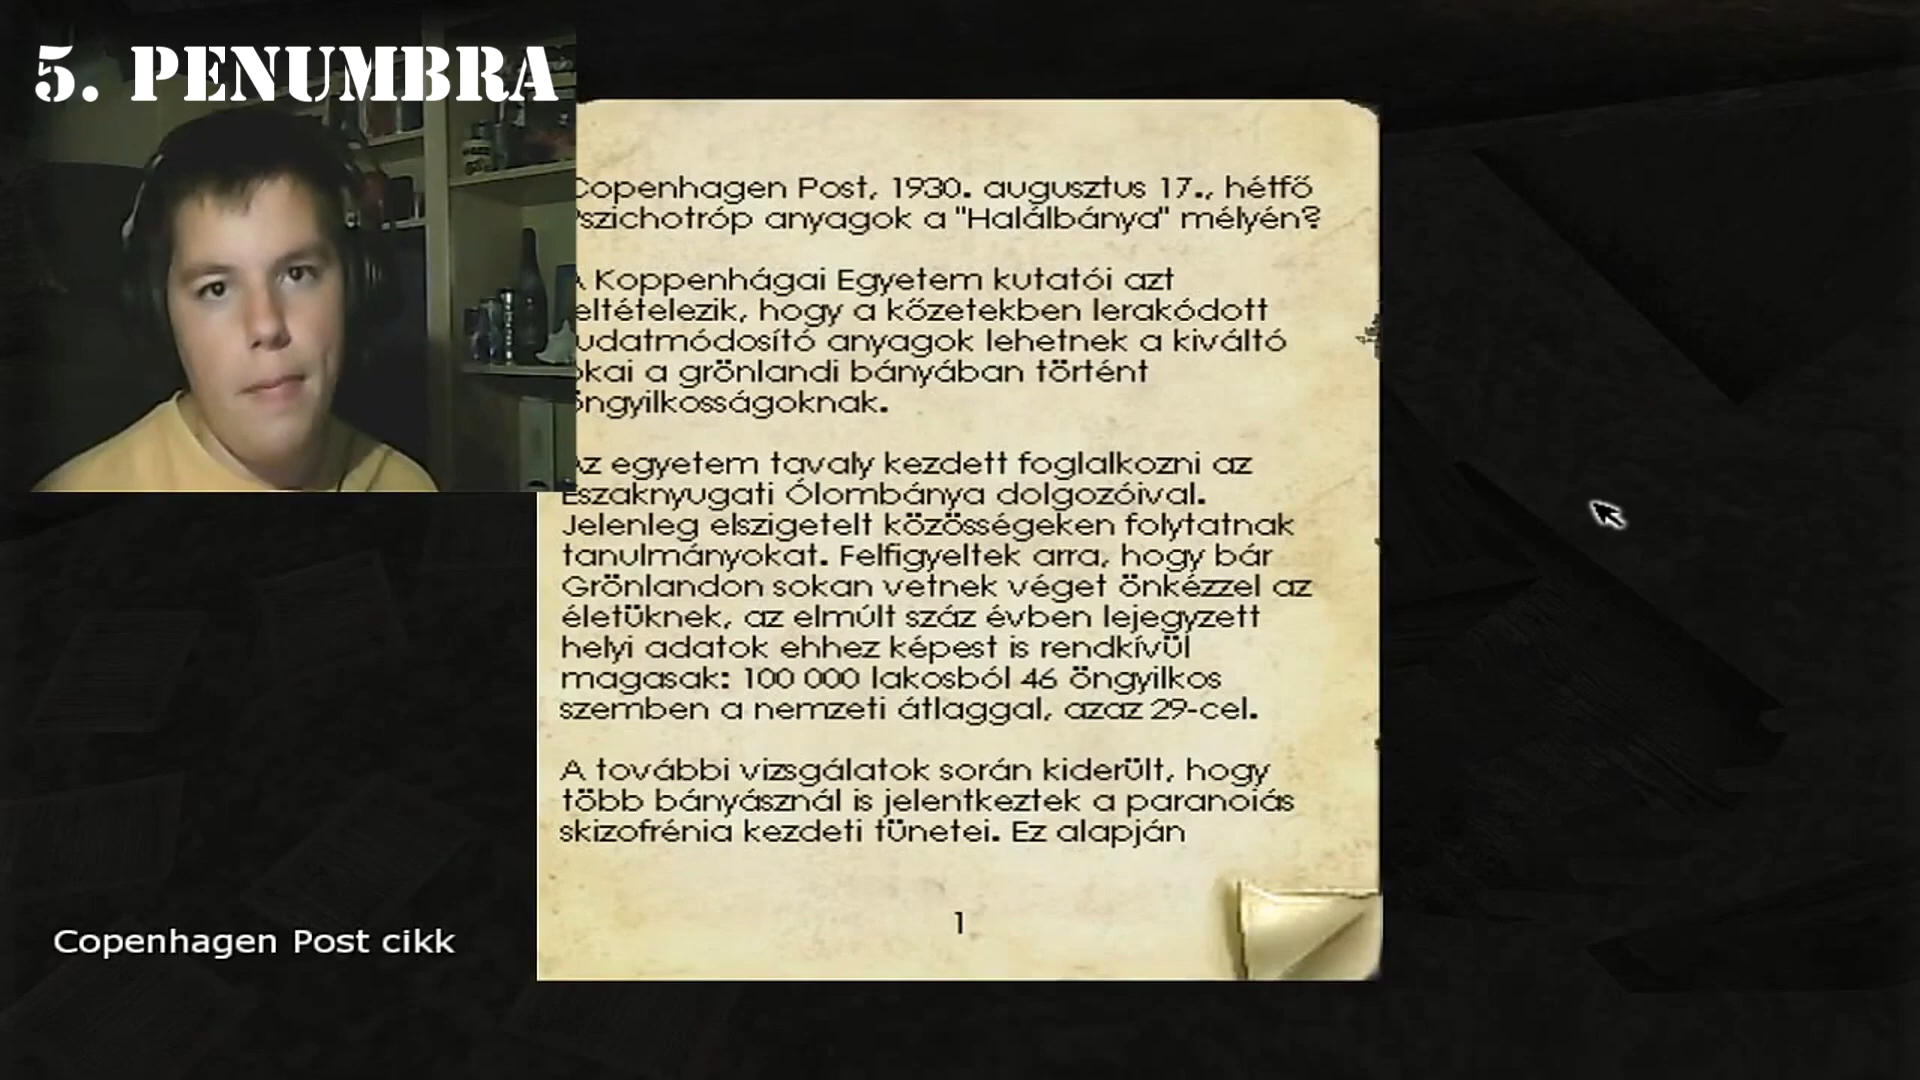 5. PENUMBRA
Copenhagen Post, 1930. augusztus 17., hétfő
Pszichotróp anyagok a "Halálbánya" mélyén?
A Koppenhágai Egyetem kutatói azt
feltételezik, hogy a kőzetekben lerakódott
tudatmódosító anyagok lehetnek a kiváltó
okai a grönlandi bányában történt
öngyilkosságoknak.
Az egyetem tavaly kezdett foglalkozni az
Északnyugati Ólombánya dolgozóival.
Jelenleg elszigetelt közösségeken folytatnak
tanulmányokat. Felfigyeltek arra, hogy bár
Grönlandon sokan vetnek véget önkézzel az
életüknek, az elmúlt száz évben lejegyzett
helyi adatok ehhez képest is rendkívül
magasak: 100 000 lakosból 46 öngyilkos
szemben a nemzeti átlaggal, azaz 29-cel.
A további vizsgálatok során kiderült, hogy
több bányásznál is jelentkeztek a paranoiás
skizofrénia kezdeti tünetei. Ez alapján
1
Copenhagen Post cikk